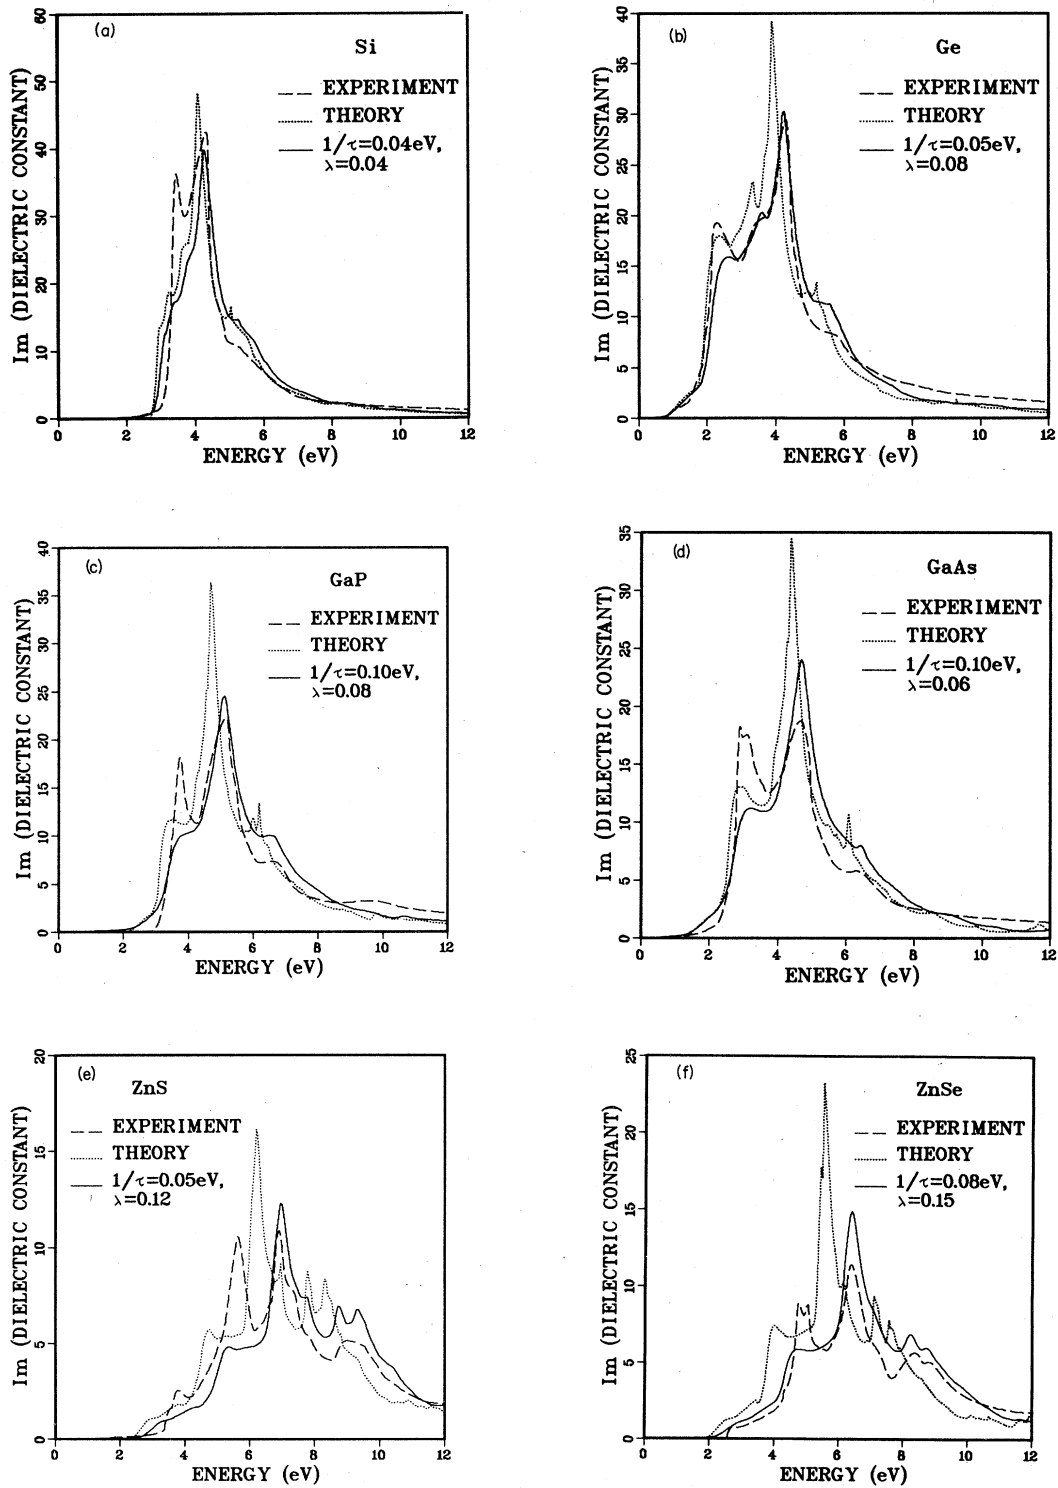 (a)
Si
EXPERIMENT
THEORY
1/τ=0.04eV,
λ=0.04
Im (DIELECTRIC CONSTANT)
60
50
40
30
20
10
0
0 2 4 6 8 10 12
ENERGY (eV)
(b)
Ge
EXPERIMENT
THEORY
1/τ=0.05eV,
λ=0.08
Im (DIELECTRIC CONSTANT)
40
35
30
25
20
15
10
5
0
0 2 4 6 8 10 12
ENERGY (eV)
(c)
GaP
EXPERIMENT
THEORY
1/τ=0.10eV,
λ=0.08
Im (DIELECTRIC CONSTANT)
40
35
30
25
20
15
10
5
0
0 2 4 6 8 10 12
ENERGY (eV)
(d)
GaAs
EXPERIMENT
THEORY
1/τ=0.10eV,
λ=0.06
Im (DIELECTRIC CONSTANT)
35
30
25
20
15
10
5
0
0 2 4 6 8 10 12
ENERGY (eV)
(e)
ZnS
EXPERIMENT
THEORY
1/τ=0.05eV,
λ=0.12
Im (DIELECTRIC CONSTANT)
20
15
10
5
0
0 2 4 6 8 10 12
ENERGY (eV)
(f)
ZnSe
EXPERIMENT
THEORY
1/τ=0.08eV,
λ=0.15
Im (DIELECTRIC CONSTANT)
25
20
15
10
5
0
0 2 4 6 8 10 12
ENERGY (eV)